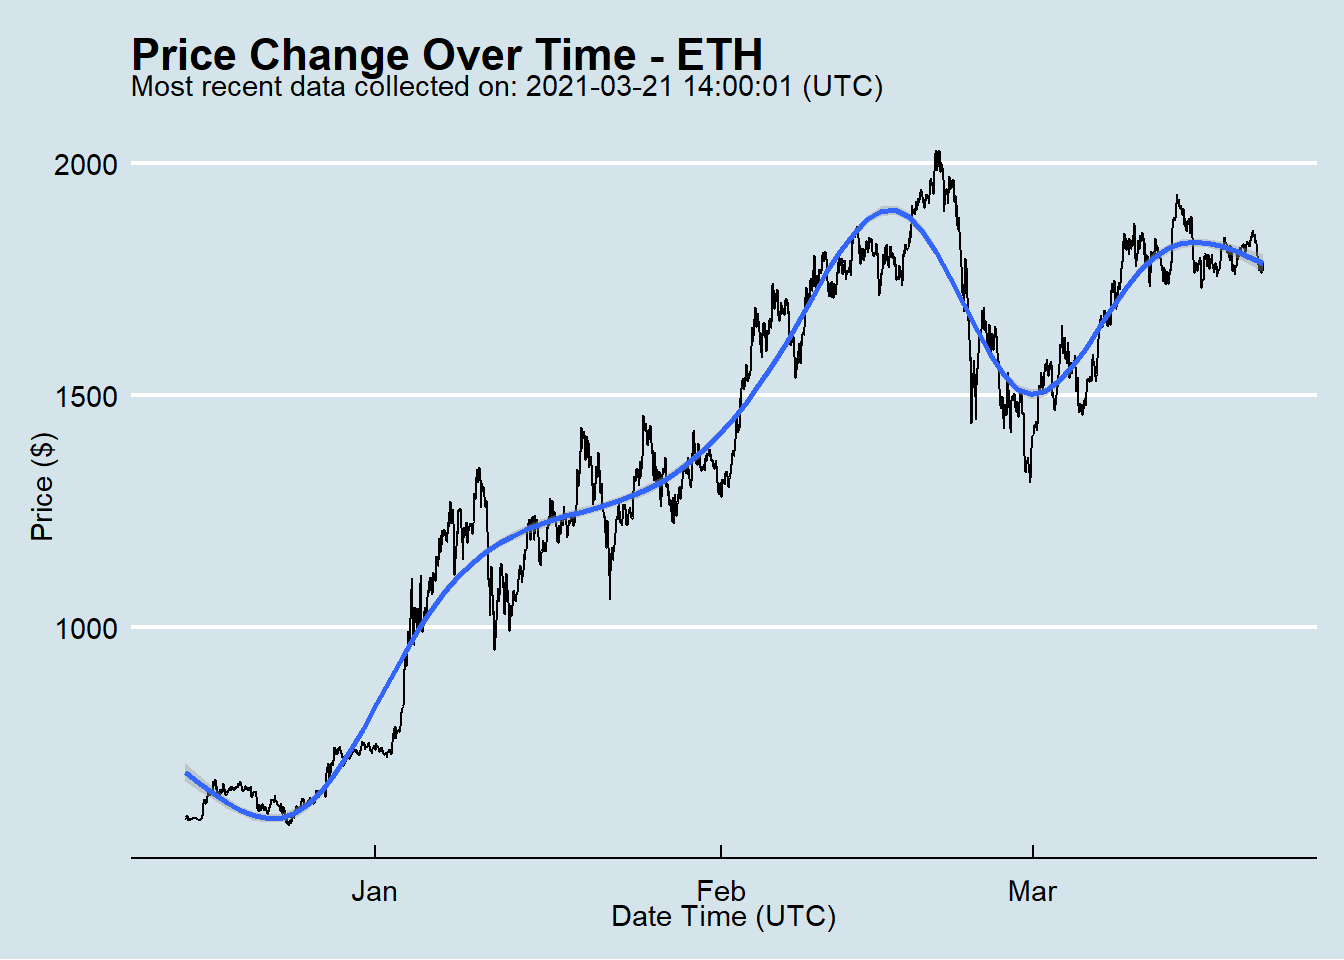 Price Change Over Time - ETH
Most recent data collected on: 2021-03-21 14:00:01 (UTC)
2000
1500
1000
Price ($)
Jan Feb Mar
Date Time (UTC)